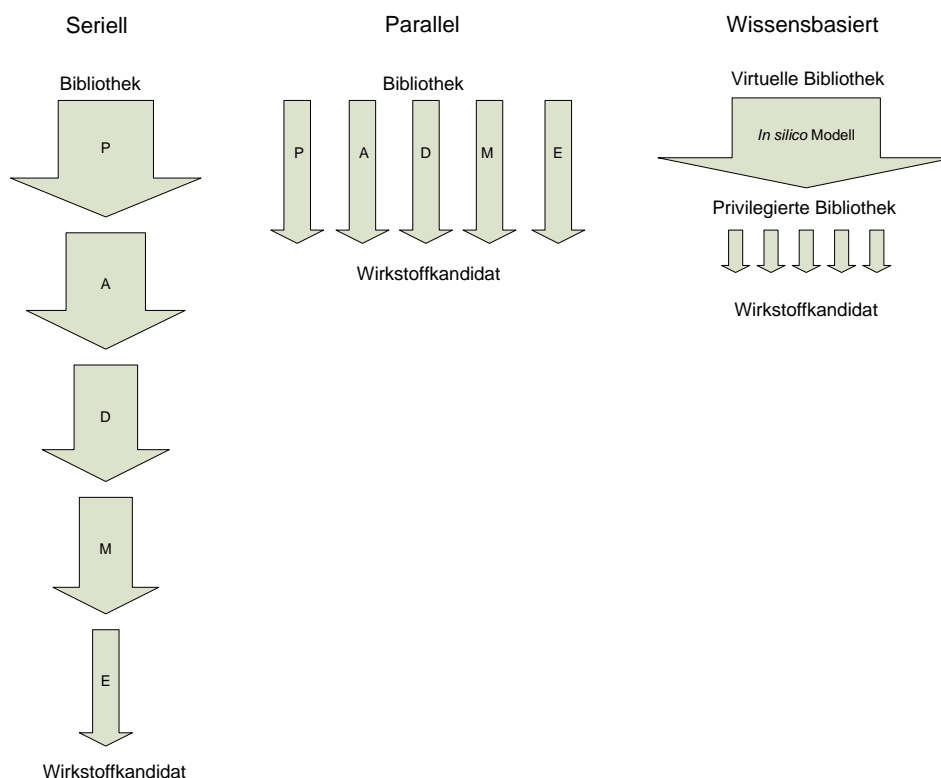 Seriell
Bibliothek
P
A
D
M
E
Wirkstoffkandidat
Parallel
Bibliothek
P
A
D
M
E
Wirkstoffkandidat
Wissensbasiert
Virtuelle Bibliothek
In silico Modell
Privilegierte Bibliothek
Wirkstoffkandidat